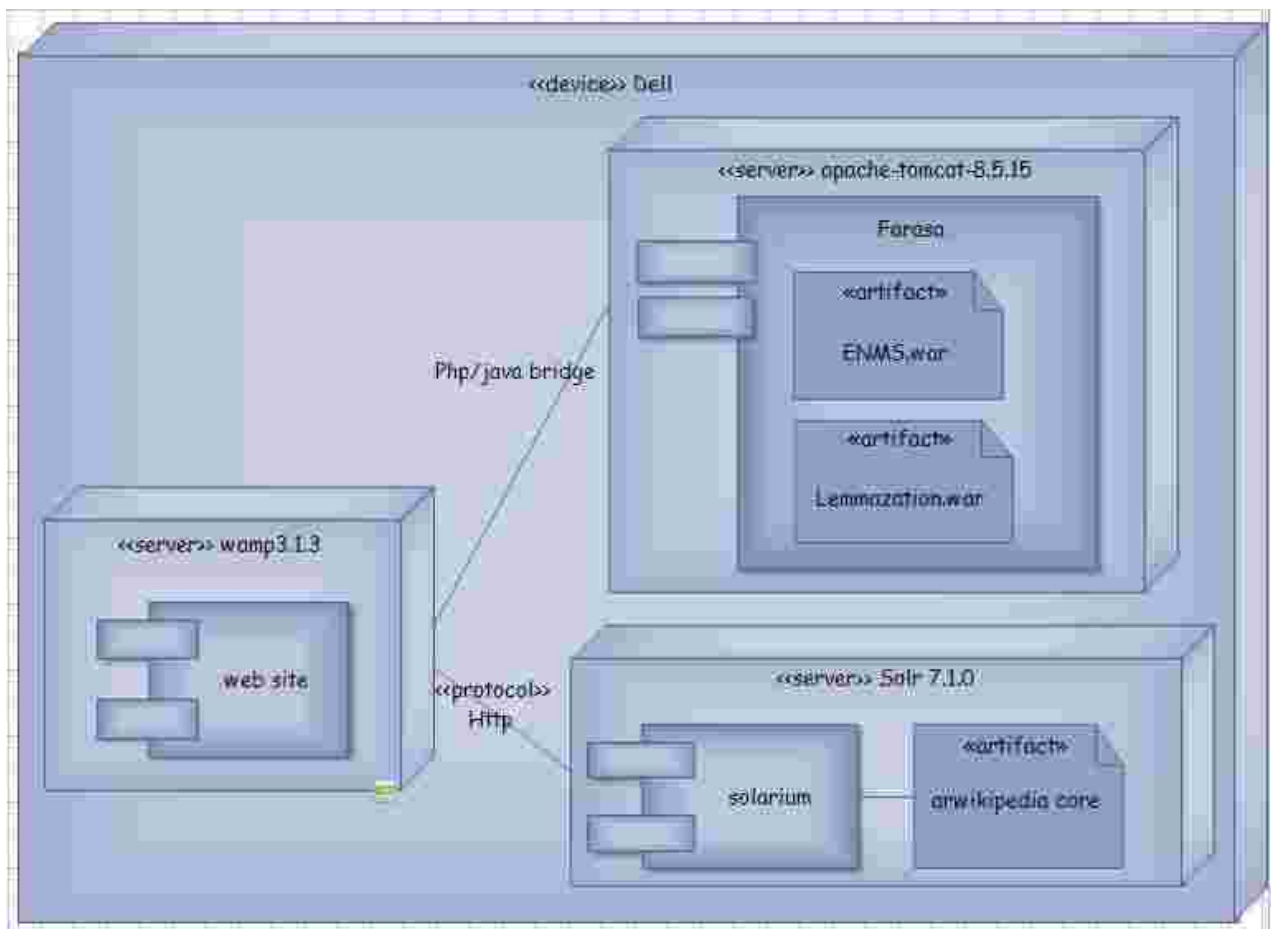 <<device>> Dell
<<server>> apache-tomcat-8.5.15
Farasa
«artifact»
ENMS.war
«artifact»
Lemmazation.war
Php/java bridge
<<server>> wamp3.1.3
web site
<<protocol>>
Http
<<server>> Solr 7.1.0
solarium
«artifact»
arwikipedia core